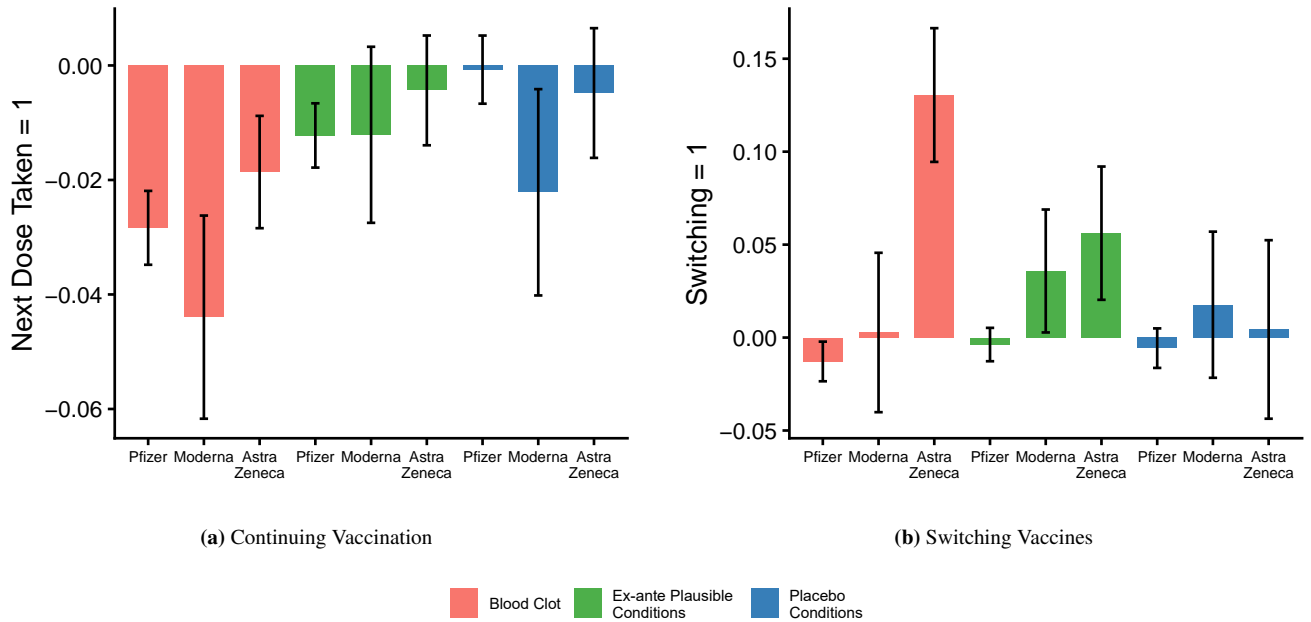 Next Dose Taken = 1
0.00
−0.02
−0.04
−0.06
Pfizer Moderna Astra Zeneca Pfizer Moderna Astra Zeneca Pfizer Moderna Astra Zeneca
(a) Continuing Vaccination
Switching = 1
0.15
0.10
0.05
0.00
−0.05
Pfizer Moderna Astra Zeneca Pfizer Moderna Astra Zeneca Pfizer Moderna Astra Zeneca
(b) Switching Vaccines
Blood Clot
Ex-ante Plausible
Conditions
Placebo
Conditions